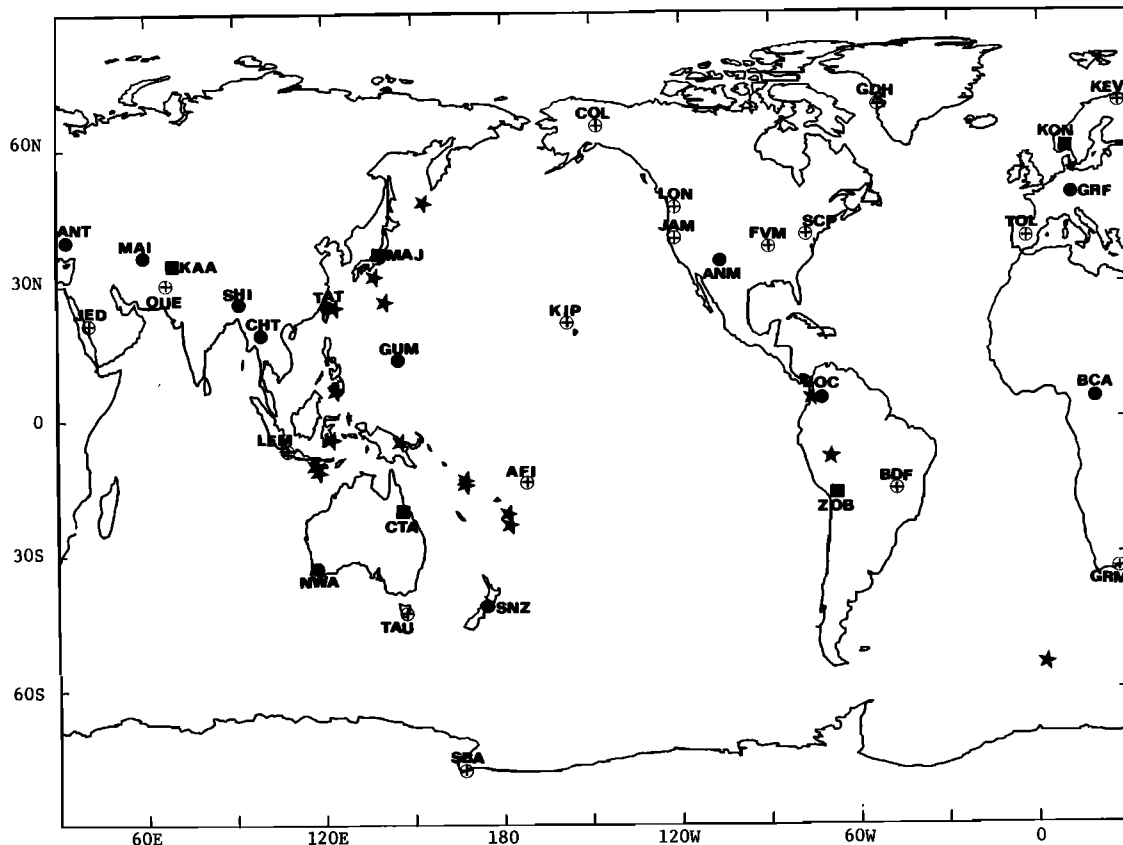 GDH
KEV
COL
KON
60N
LON
GRF
SCP
TOL
JAM
FVM
ANT
MAI
KAA
MAJ
ANM
30N
QUE
SHI
TAT
JED
KIP
CHT
GUM
BOC
BCA
0
LEM
AFI
BDF
ZOB
CTA
30S
NWA
GRM
SNZ
TAU
60S
SBA
60E
120E
180
120W
60W
0